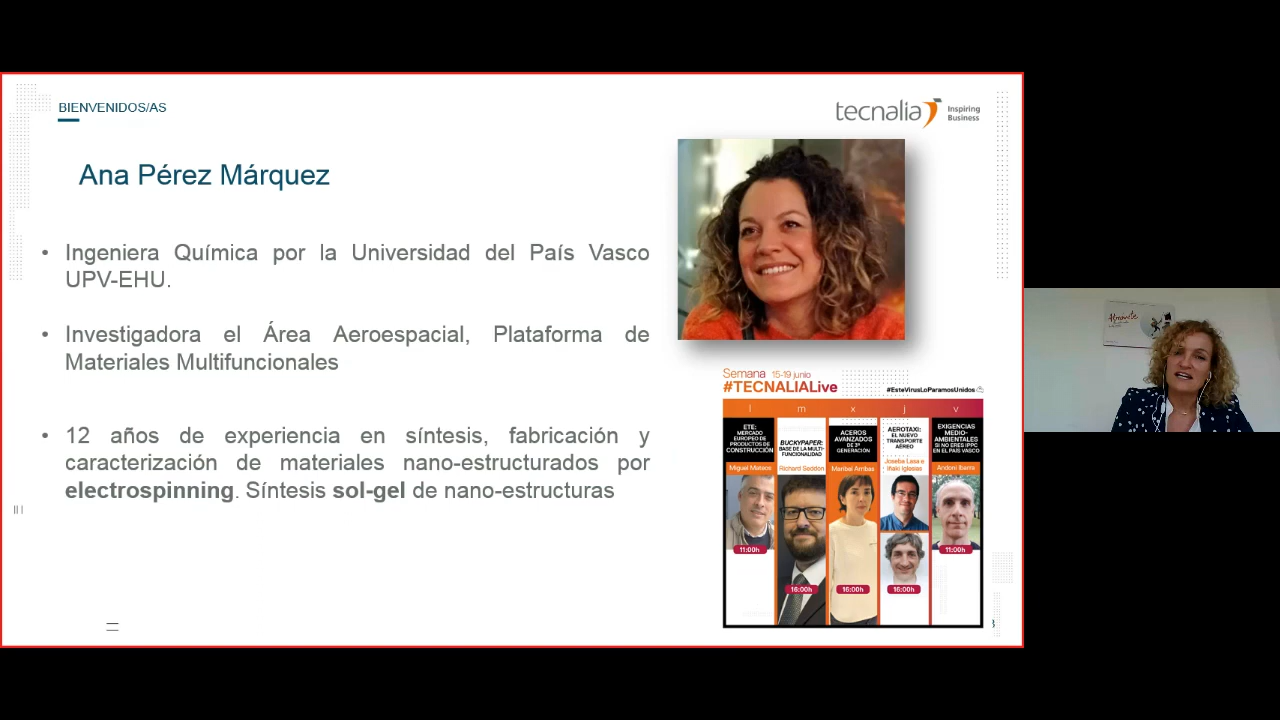 BIENVENIDOS/AS
tecnalia Inspiring
Business
Ana Pérez Márquez
• Ingeniera Química por la Universidad del País Vasco
UPV-EHU.
• Investigadora el Área Aeroespacial, Plataforma de
Materiales Multifuncionales
• 12 años de experiencia en síntesis, fabricación y
caracterización de materiales nano-estructurados por
electrospinning. Síntesis sol-gel de nano-estructuras
Semana 15-19 junio
#TECNALIALive
#EsteVirusLoParamosUnidos
l m x j v
ETE:
MERCADO
EUROPEO DE
PRODUCTOS DE
CONSTRUCCIÓN
Miguel Mateos
11:00h
BUCKYPAPER:
BASE DE LA MULTI-
FUNCIONALIDAD
Richard Seddon
16:00h
ACEROS
AVANZADOS
DE 3ª
GENERACIÓN
Maribel Arribas
16:00h
AEROTAXI:
EL NUEVO
TRANSPORTE
AÉREO
Joseba Lasa e
Iñaki Iglesias
16:00h
EXIGENCIAS
MEDIO-
AMBIENTALES
SI NO ERES IPPC
EN EL PAÍS VASCO
Andoni Ibarra
11:00h